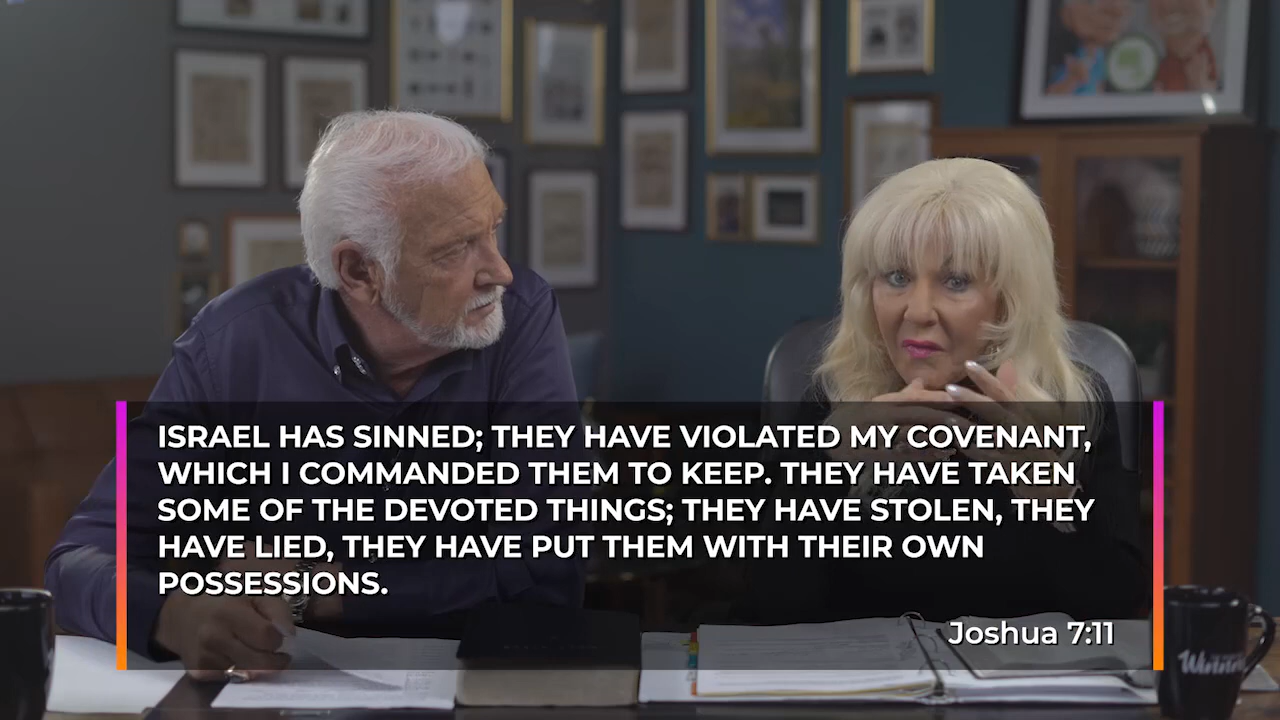 ISRAEL HAS SINNED; THEY HAVE VIOLATED MY COVENANT,
WHICH I COMMANDED THEM TO KEEP. THEY HAVE TAKEN
SOME OF THE DEVOTED THINGS; THEY HAVE STOLEN, THEY
HAVE LIED, THEY HAVE PUT THEM WITH THEIR OWN
POSSESSIONS.
Joshua 7:11